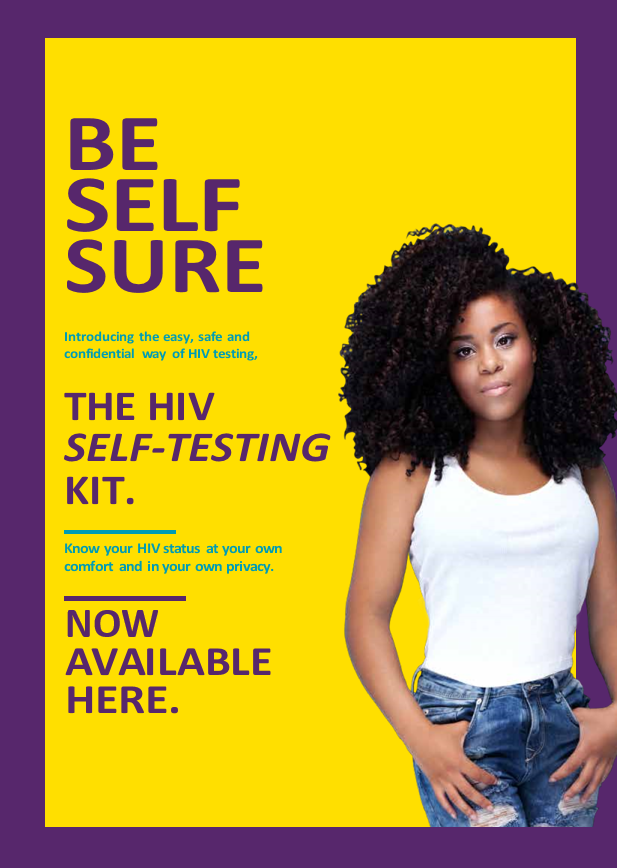 BE
SELF
SURE
Introducing the easy, safe and
confidential way of HIV testing,
THE HIV
SELF-TESTING
KIT.
Know your HIV status at your own
comfort and in your own privacy.
NOW
AVAILABLE
HERE.